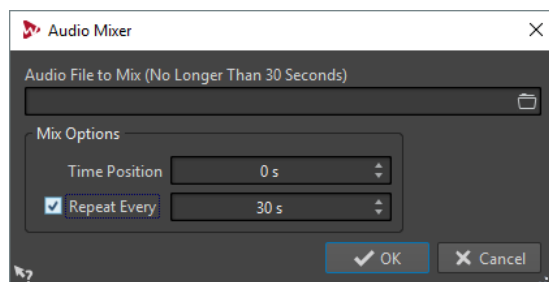 Audio Mixer
Audio File to Mix (No Longer Than 30 Seconds)
Mix Options
Time Position 0 s
Repeat Every 30 s
OK Cancel
?